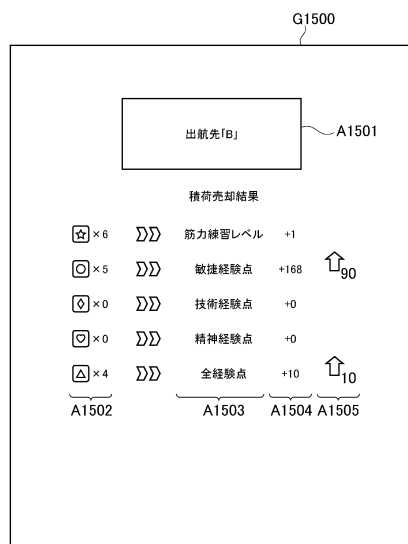 G1500
出航先「B」
A1501
積荷売却結果
×6 筋力練習レベル +1
×5 敏捷経験点 +168 90
×0 技術経験点 +0
×0 精神経験点 +0
×4 全経験点 +10 10
A1502 A1503 A1504 A1505